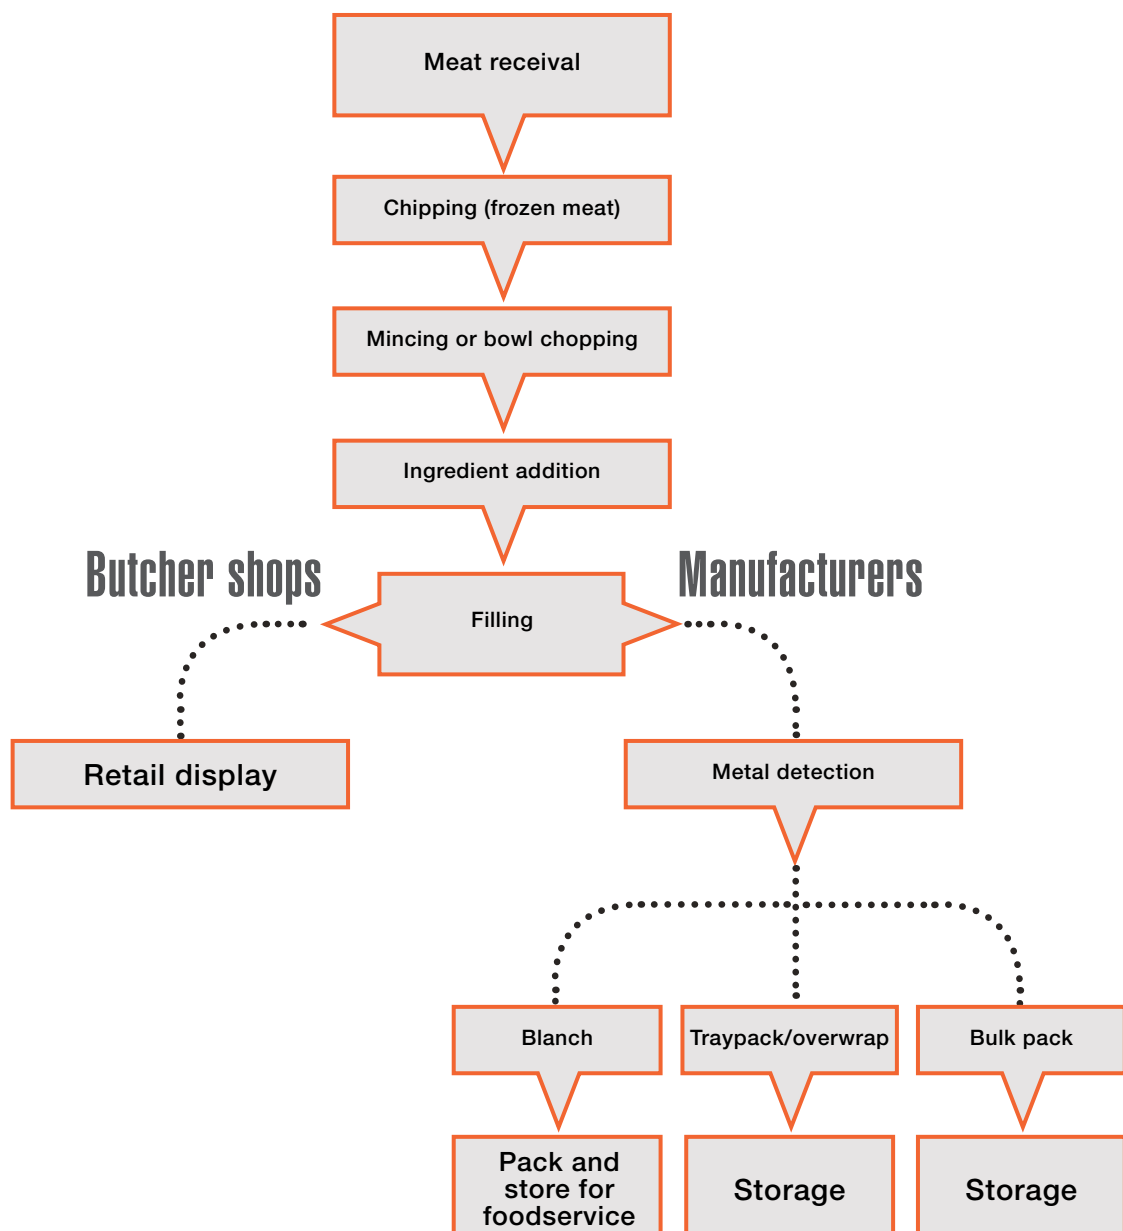 Meat receival
Chipping (frozen meat)
Mincing or bowl chopping
Ingredient addition
Butcher shops
Manufacturers
Filling
Retail display
Metal detection
Blanch
Traypack/overwrap
Bulk pack
Pack and
store for
foodservice
Storage
Storage